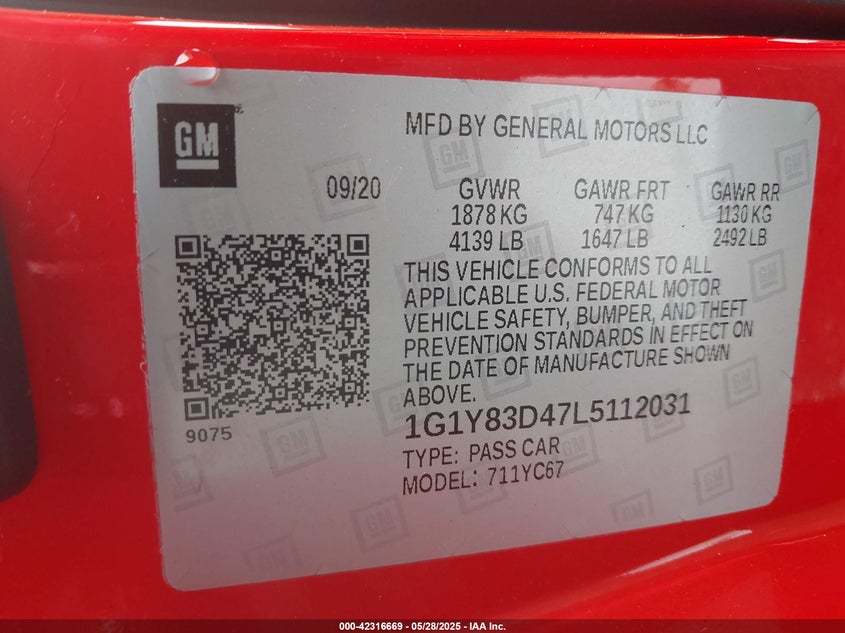 GM
MFD BY GENERAL MOTORS LLC
09/20 GVWR GAWR FRT GAWR RR
1878 KG 747 KG 1130 KG
4139 LB 1647 LB 2492 LB
THIS VEHICLE CONFORMS TO ALL
APPLICABLE U.S. FEDERAL MOTOR
VEHICLE SAFETY, BUMPER, AND THEFT
PREVENTION STANDARDS IN EFFECT ON
THE DATE OF MANUFACTURE SHOWN
ABOVE.
9075
1G1Y83D47L5112031
TYPE: PASS CAR
MODEL: 711YC67
000-42316669 — 05/28/2025 — IAA Inc.